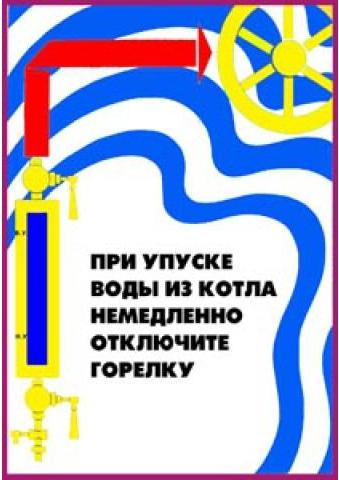 В.У
Н.У
ПРИ УПУСКЕ
ВОДЫ ИЗ КОТЛА
НЕМЕДЛЕННО
ОТКЛЮЧИТЕ
ГОРЕЛКУ